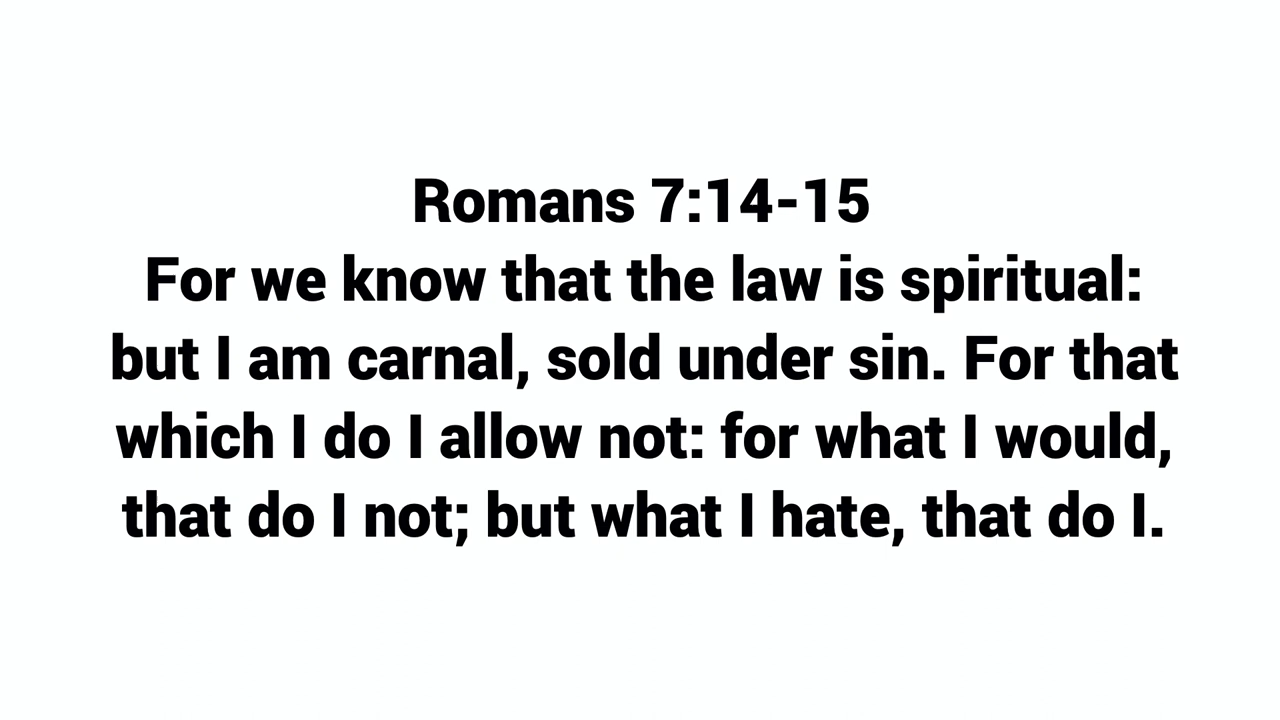 Romans 7:14-15
For we know that the law is spiritual:
but I am carnal, sold under sin. For that
which I do I allow not: for what I would,
that do I not; but what I hate, that do I.